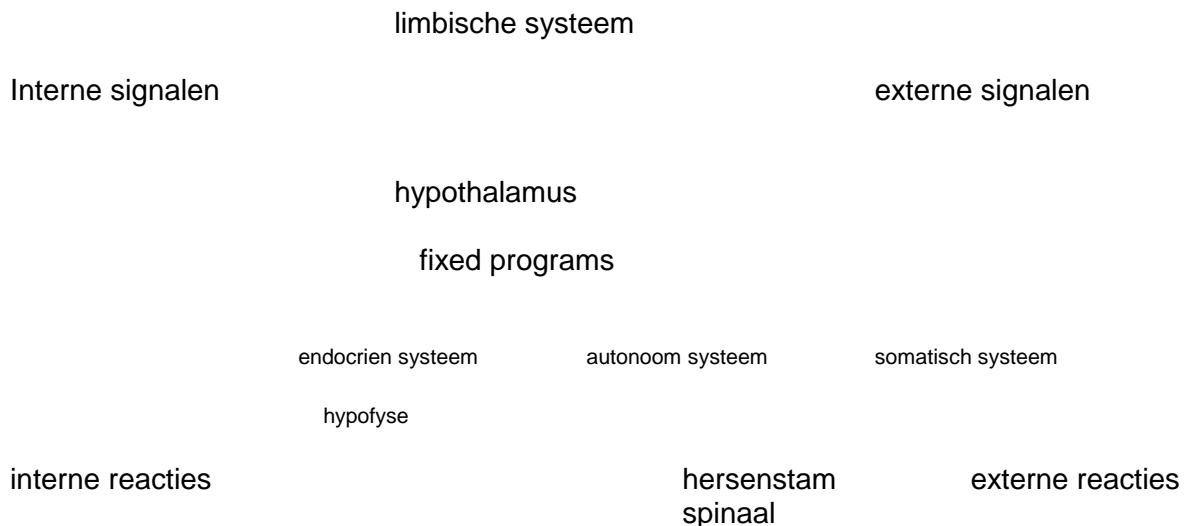 limbische systeem
Interne signalen externe signalen
hypothalamus
fixed programs
endocrien systeem autonoom systeem somatisch systeem
hypofyse
interne reacties hersenstam externe reacties
spinaal